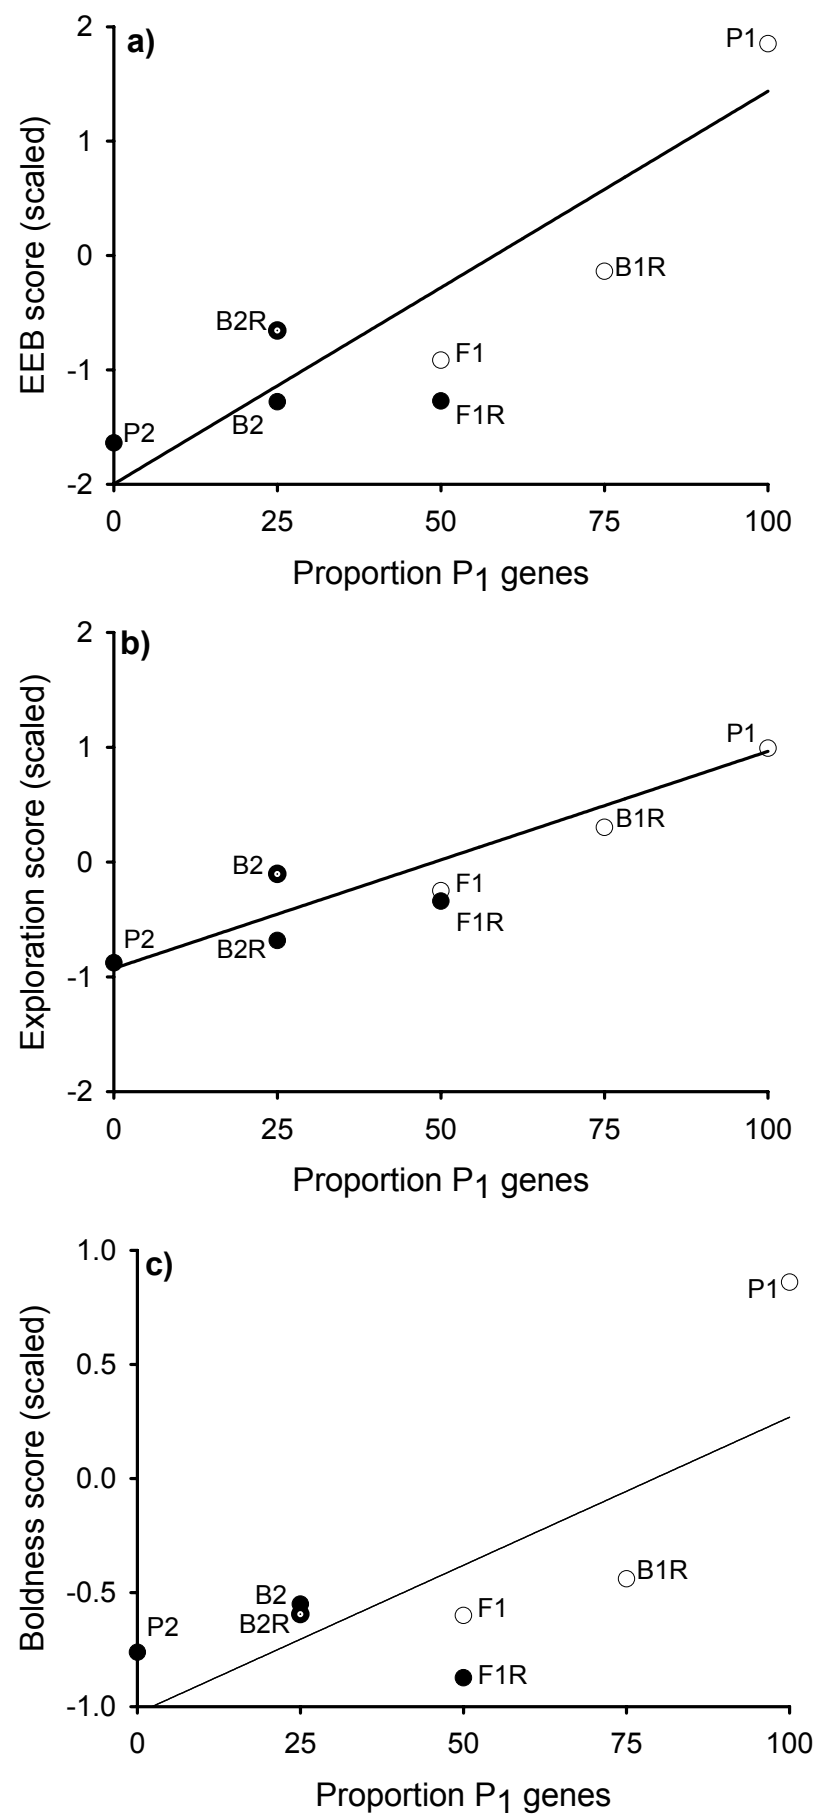 2
a)
P1
1
EEB score (scaled)
0
B1R
B2R
-1
F1
F1R
B2
P2
-2
0 25 50 75 100
Proportion P1 genes
2
b)
P1
1
Exploration score (scaled)
B1R
0
B2
F1
F1R
P2
B2R
-1
-2
0 25 50 75 100
Proportion P1 genes
1.0
c)
P1
0.5
Boldness score (scaled)
0.0
B1R
-0.5
B2
F1
B2R
P2
F1R
-1.0
0 25 50 75 100
Proportion P1 genes